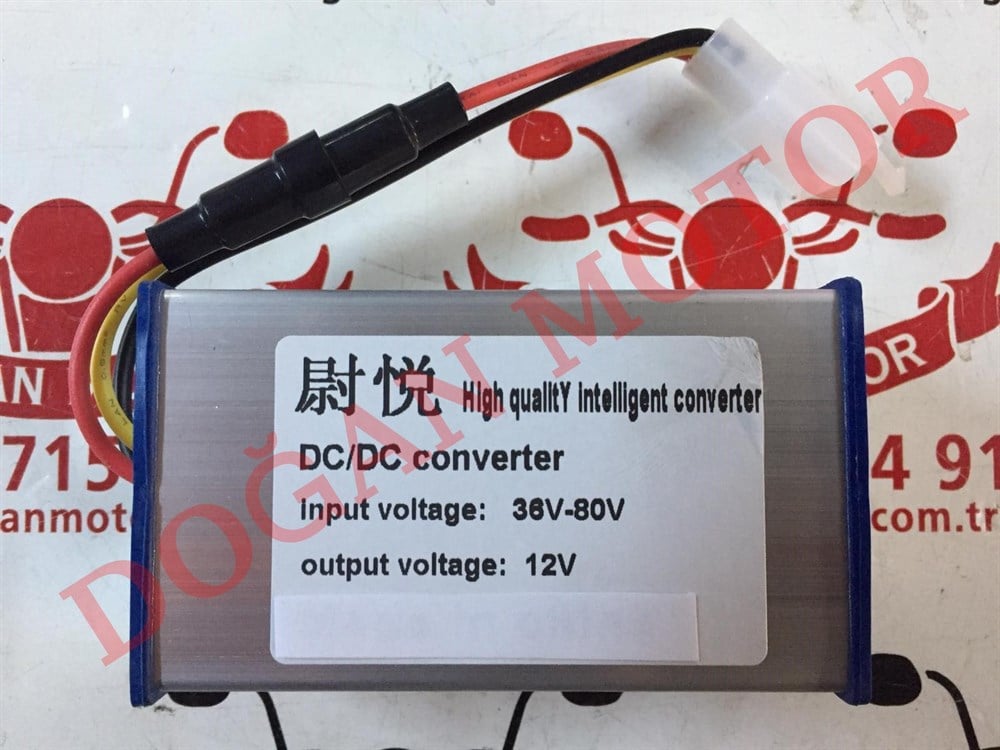 尉悦 HIgh qualitY intelligent converter
DC/DC converter
input voltage: 36V-80V
output voltage: 12V
DOĞAN MOTOR
AN
OR
715
4 91
anmoto
com.tr